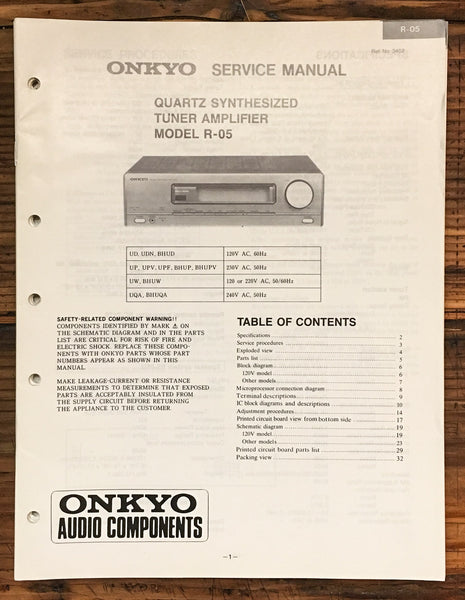 R-05
Ref. No. 3402
ONKYO SERVICE MANUAL
QUARTZ SYNTHESIZED
TUNER AMPLIFIER
MODEL R-05
ONKYO
UD, UDN, BHUD 120V AC, 60Hz
UP, UPV, UPF, BHUP, BHUPV 230V AC, 50Hz
UW, BHUW 120 or 220V AC, 50/60Hz
UQA, BHUQA 240V AC, 50Hz
SAFETY-RELATED COMPONENT WARNING!!
COMPONENTS IDENTIFIED BY MARK ⚠ ON
THE SCHEMATIC DIAGRAM AND IN THE PARTS
LIST ARE CRITICAL FOR RISK OF FIRE AND
ELECTRIC SHOCK. REPLACE THESE COMPO-
NENTS WITH ONKYO PARTS WHOSE PART
NUMBERS APPEAR AS SHOWN IN THIS
MANUAL.
MAKE LEAKAGE-CURRENT OR RESISTANCE
MEASUREMENTS TO DETERMINE THAT EXPOSED
PARTS ARE ACCEPTABLY INSULATED FROM
THE SUPPLY CIRCUIT BEFORE RETURNING
THE APPLIANCE TO THE CUSTOMER.
TABLE OF CONTENTS
Specifications 2
Service procedures 3
Exploded view 4
Parts list 5
Block diagram 6
120V model 6
Other models 7
Microprocessor connection diagram 8
Terminal descriptions 9
IC block diagrams and descriptions 10
Adjustment procedures 14
Printed circuit board view from bottom side 17
Schematic diagram 19
120V model 19
Other models 23
Printed circuit board parts list 29
Packing view 32
ONKYO
AUDIO COMPONENTS
—1—